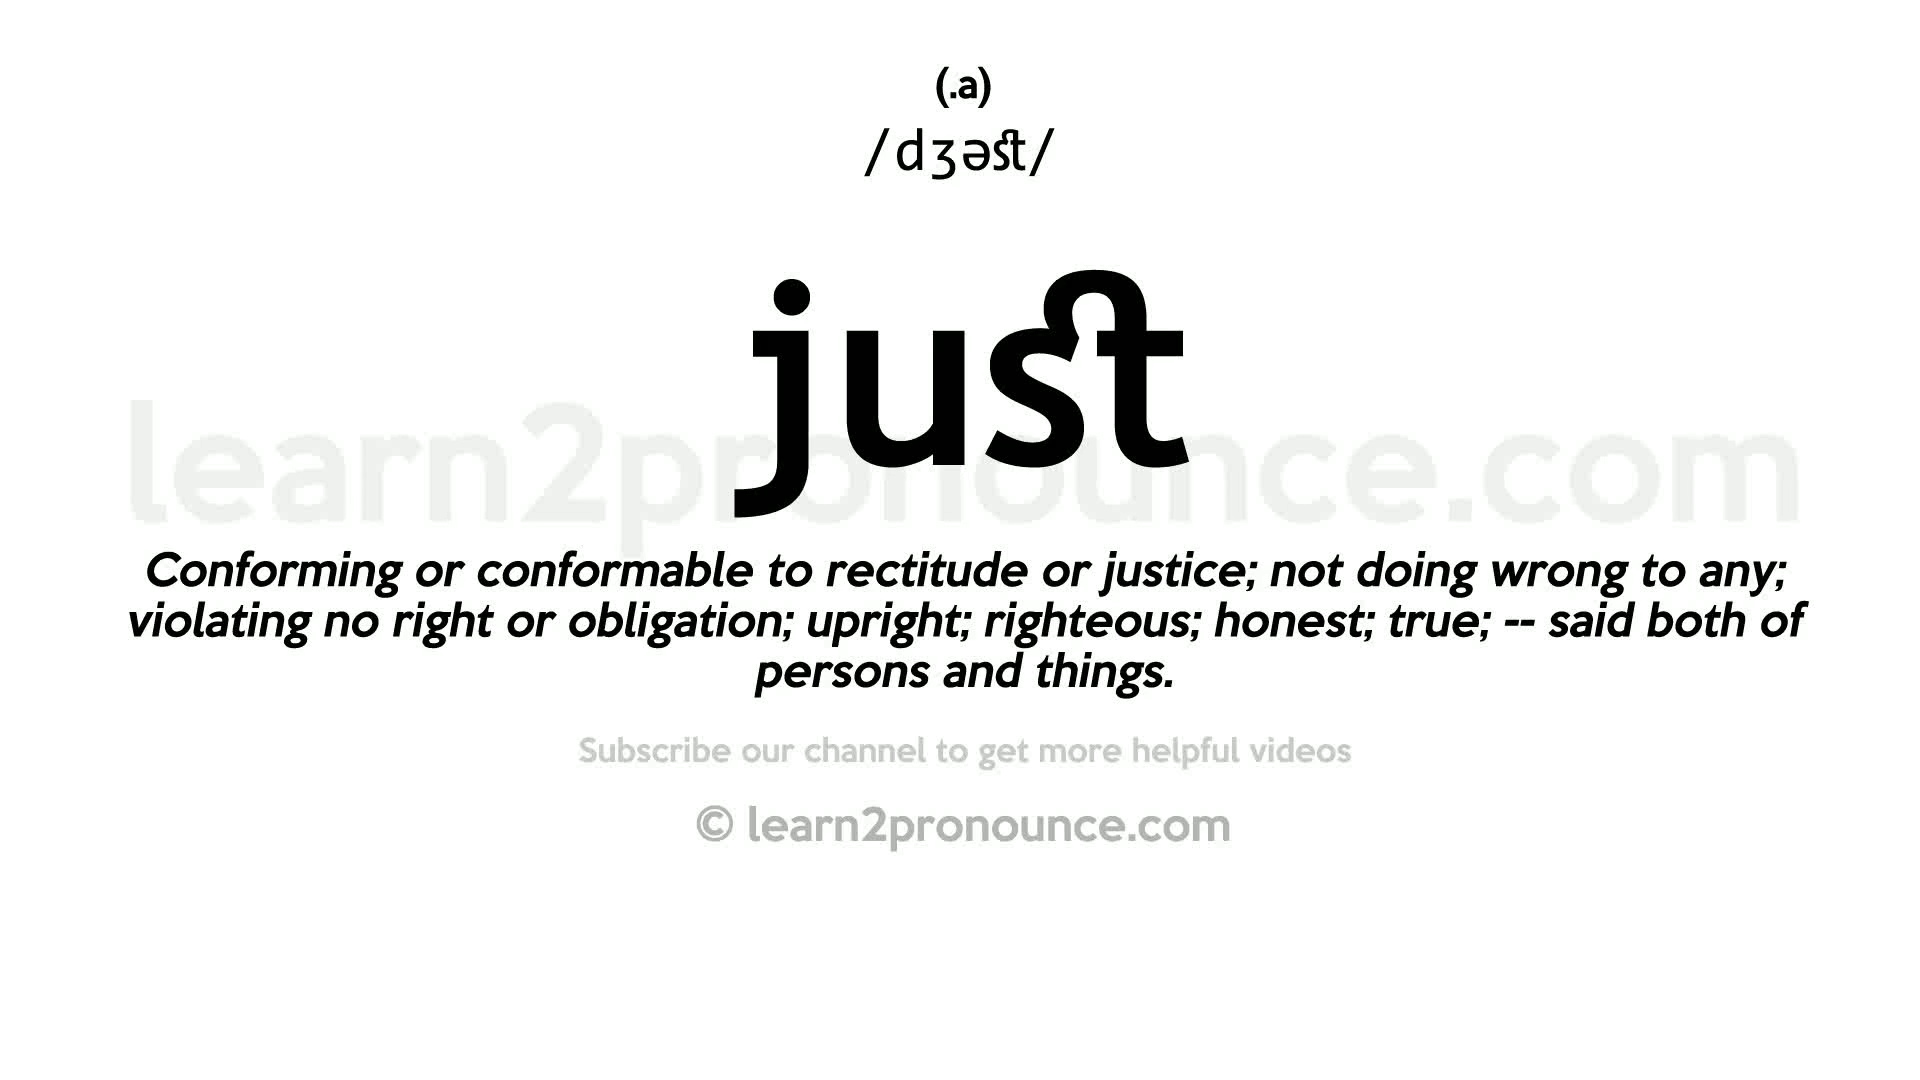 (.a)
/dʒəst/
just
learn2pronounce.com
Conforming or conformable to rectitude or justice; not doing wrong to any;
violating no right or obligation; upright; righteous; honest; true; -- said both of
persons and things.
Subscribe our channel to get more helpful videos
© learn2pronounce.com